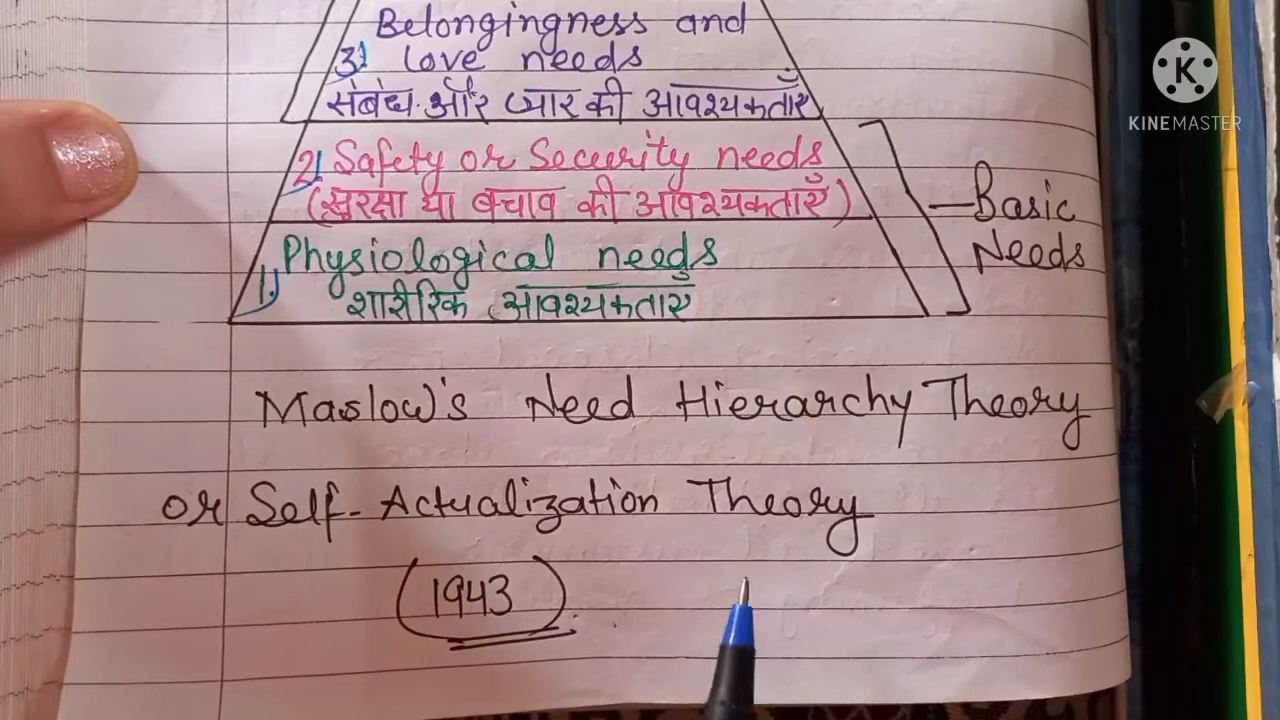 Belongingness and
3) love needs
संबंध और प्यार की आवश्यकताएँ
2) Safety or Security needs
(सुरक्षा या बचाव की आवश्यकताएँ)
Basic
Needs
1) Physiological needs
शारीरिक आवश्यकताएँ
Maslow's Need Hierarchy Theory
or Self-Actualization Theory
(1943)
K
KINEMASTER